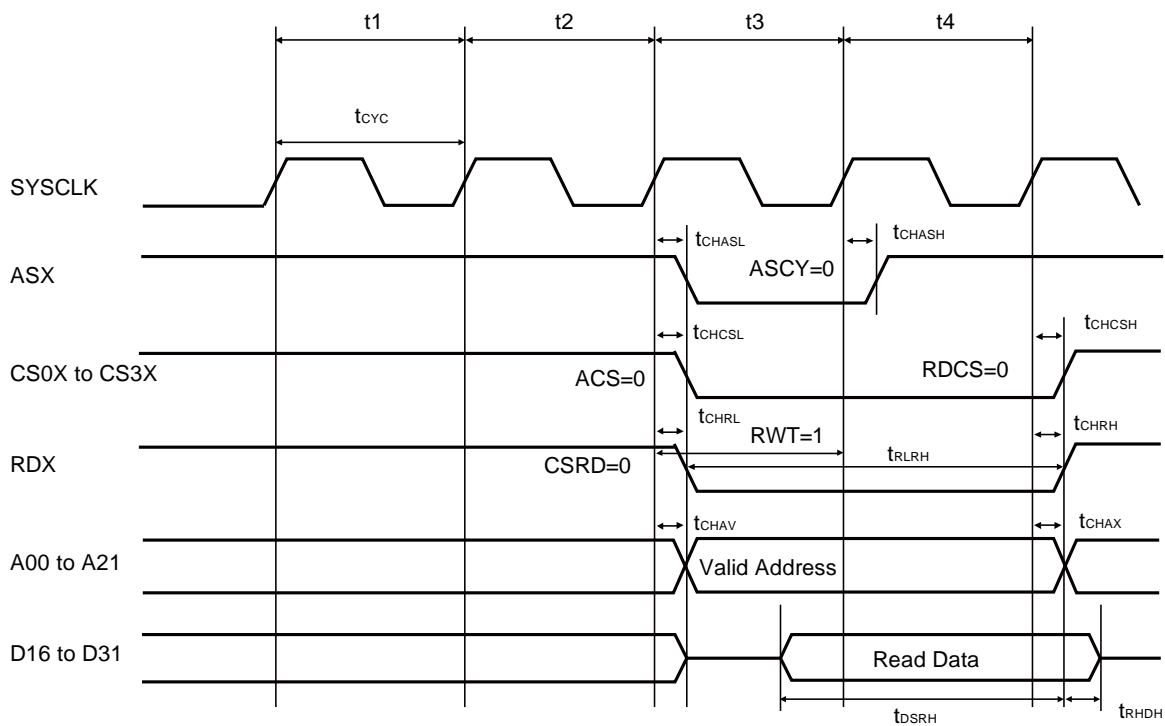 t1 t2 t3 t4
tCYC
SYSCLK
tCHASL tCHASH
ASX ASCY=0
tCHCSL tCHCSH
CS0X to CS3X ACS=0 RDCS=0
tCHRL tCHRH
RWT=1
RDX CSRD=0 tRLRH
tCHAV tCHAX
A00 to A21 Valid Address
D16 to D31 Read Data
tDSRH tRHDH